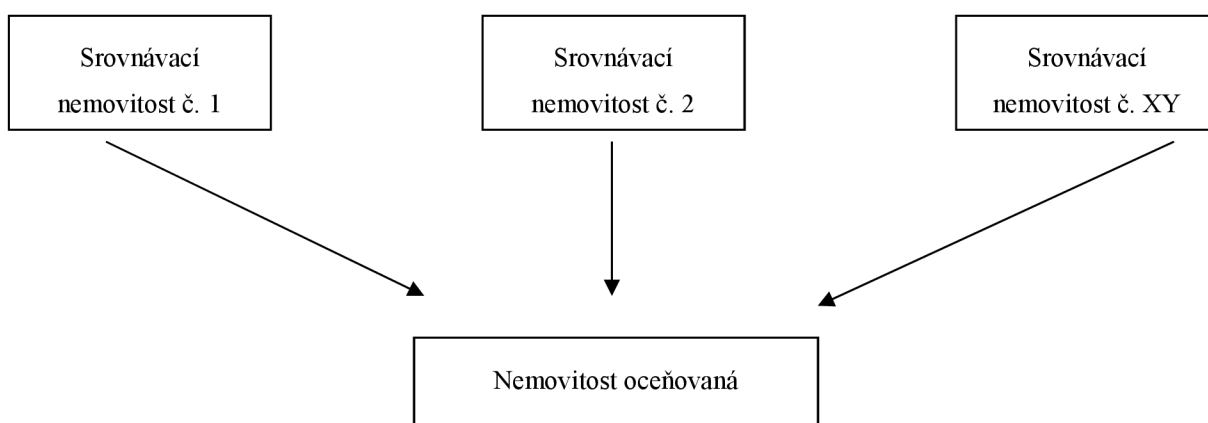 Srovnávací
nemovitost č. 1
Srovnávací
nemovitost č. 2
Srovnávací
nemovitost č. XY
Nemovitost oceňovaná